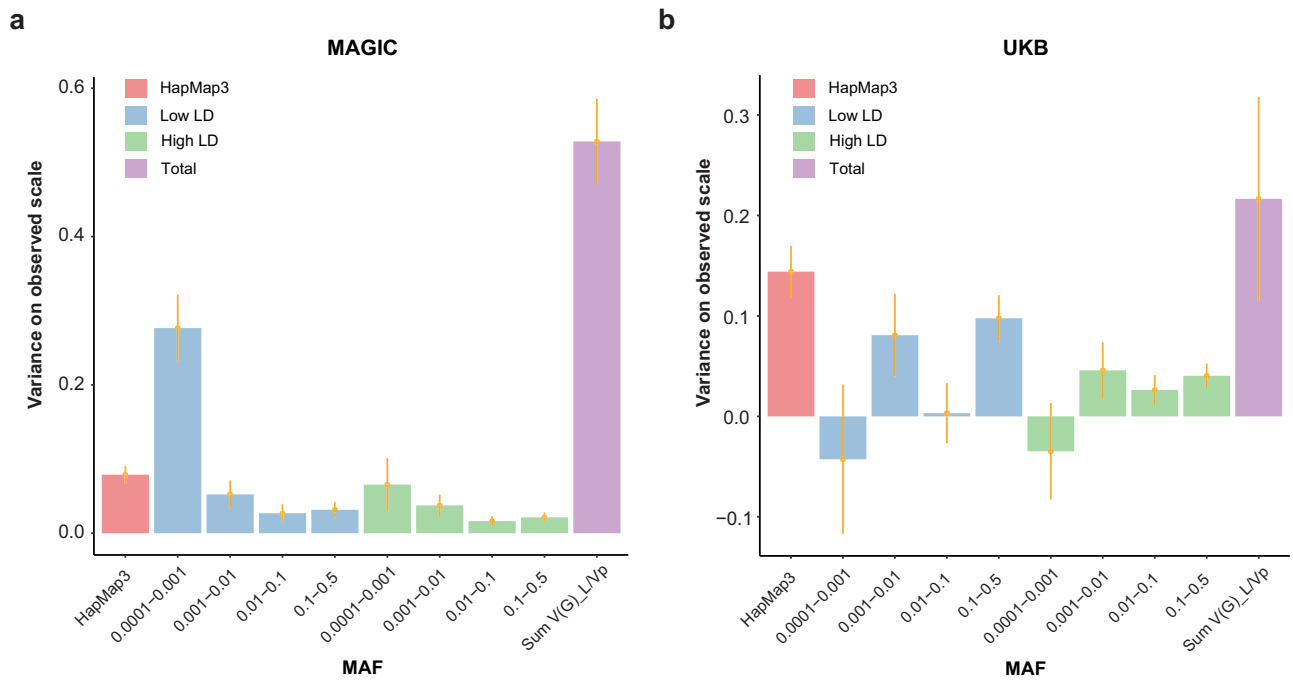 a
MAGIC
HapMap3
Low LD
High LD
Total
Variance on observed scale
0.6
0.4
0.2
0.0
HapMap3
0.0001−0.001
0.001−0.01
0.01−0.1
0.1−0.5
0.0001−0.001
0.001−0.01
0.01−0.1
0.1−0.5
Sum V(G)_L/Vp
MAF
b
UKB
HapMap3
Low LD
High LD
Total
Variance on observed scale
0.3
0.2
0.1
0.0
−0.1
HapMap3
0.0001−0.001
0.001−0.01
0.01−0.1
0.1−0.5
0.0001−0.001
0.001−0.01
0.01−0.1
0.1−0.5
Sum V(G)_L/Vp
MAF